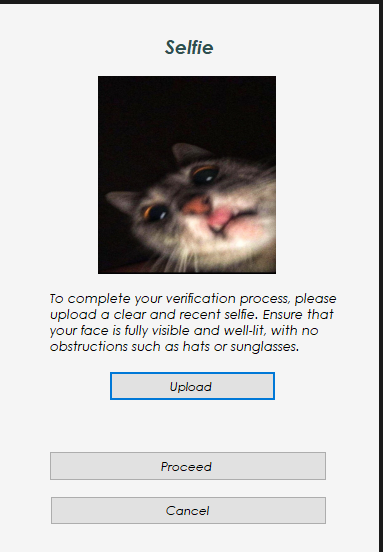 Selfie
To complete your verification process, please
upload a clear and recent selfie. Ensure that
your face is fully visible and well-lit, with no
obstructions such as hats or sunglasses.
Upload
Proceed
Cancel